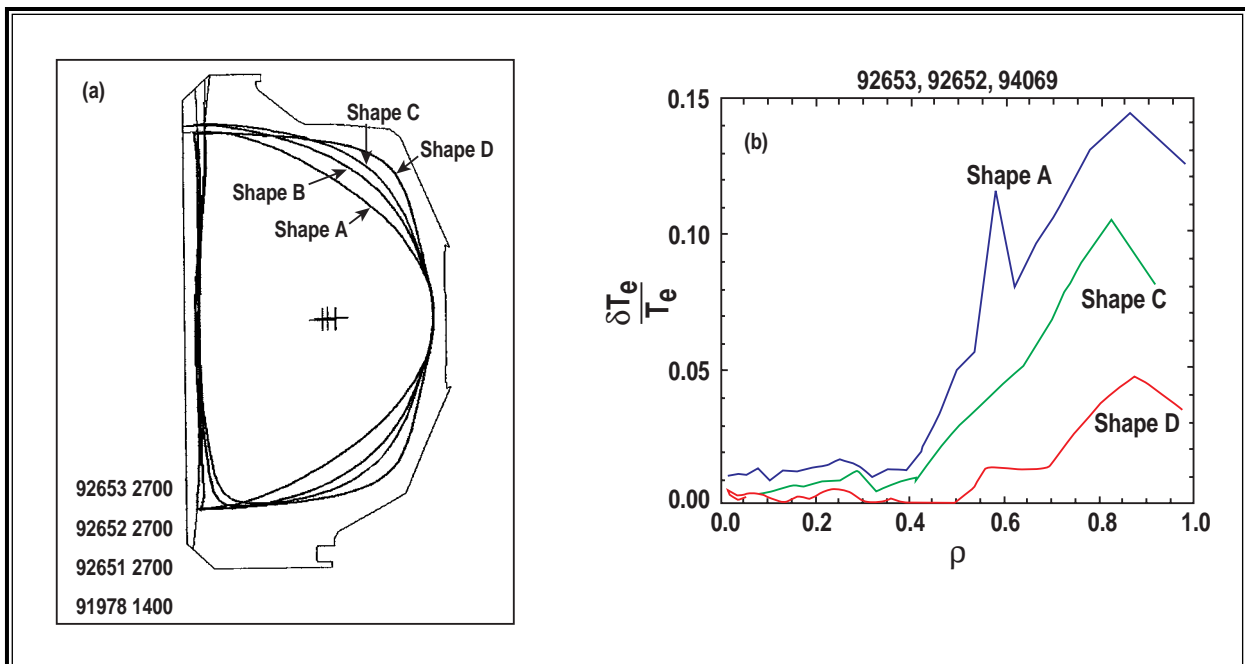 (a)
Shape C
Shape D
Shape B
Shape A
92653 2700
92652 2700
92651 2700
91978 1400
92653, 92652, 94069
(b)
0.15
0.10
0.05
0.00
δTe
Te
Shape A
Shape C
Shape D
0.0 0.2 0.4 0.6 0.8 1.0
ρ